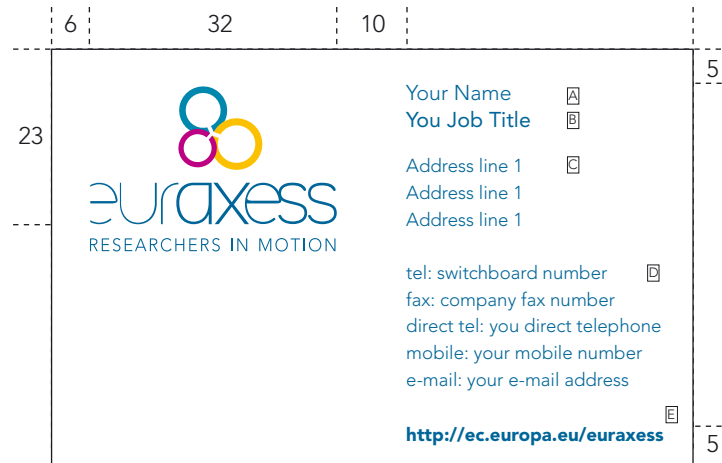 6 32 10
5
23
Your Name A
You Job Title B
Address line 1 C
Address line 1
Address line 1
euraxess
RESEARCHERS IN MOTION
tel: switchboard number D
fax: company fax number
direct tel: you direct telephone
mobile: your mobile number
e-mail: your e-mail address
E
http://ec.europa.eu/euraxess
5